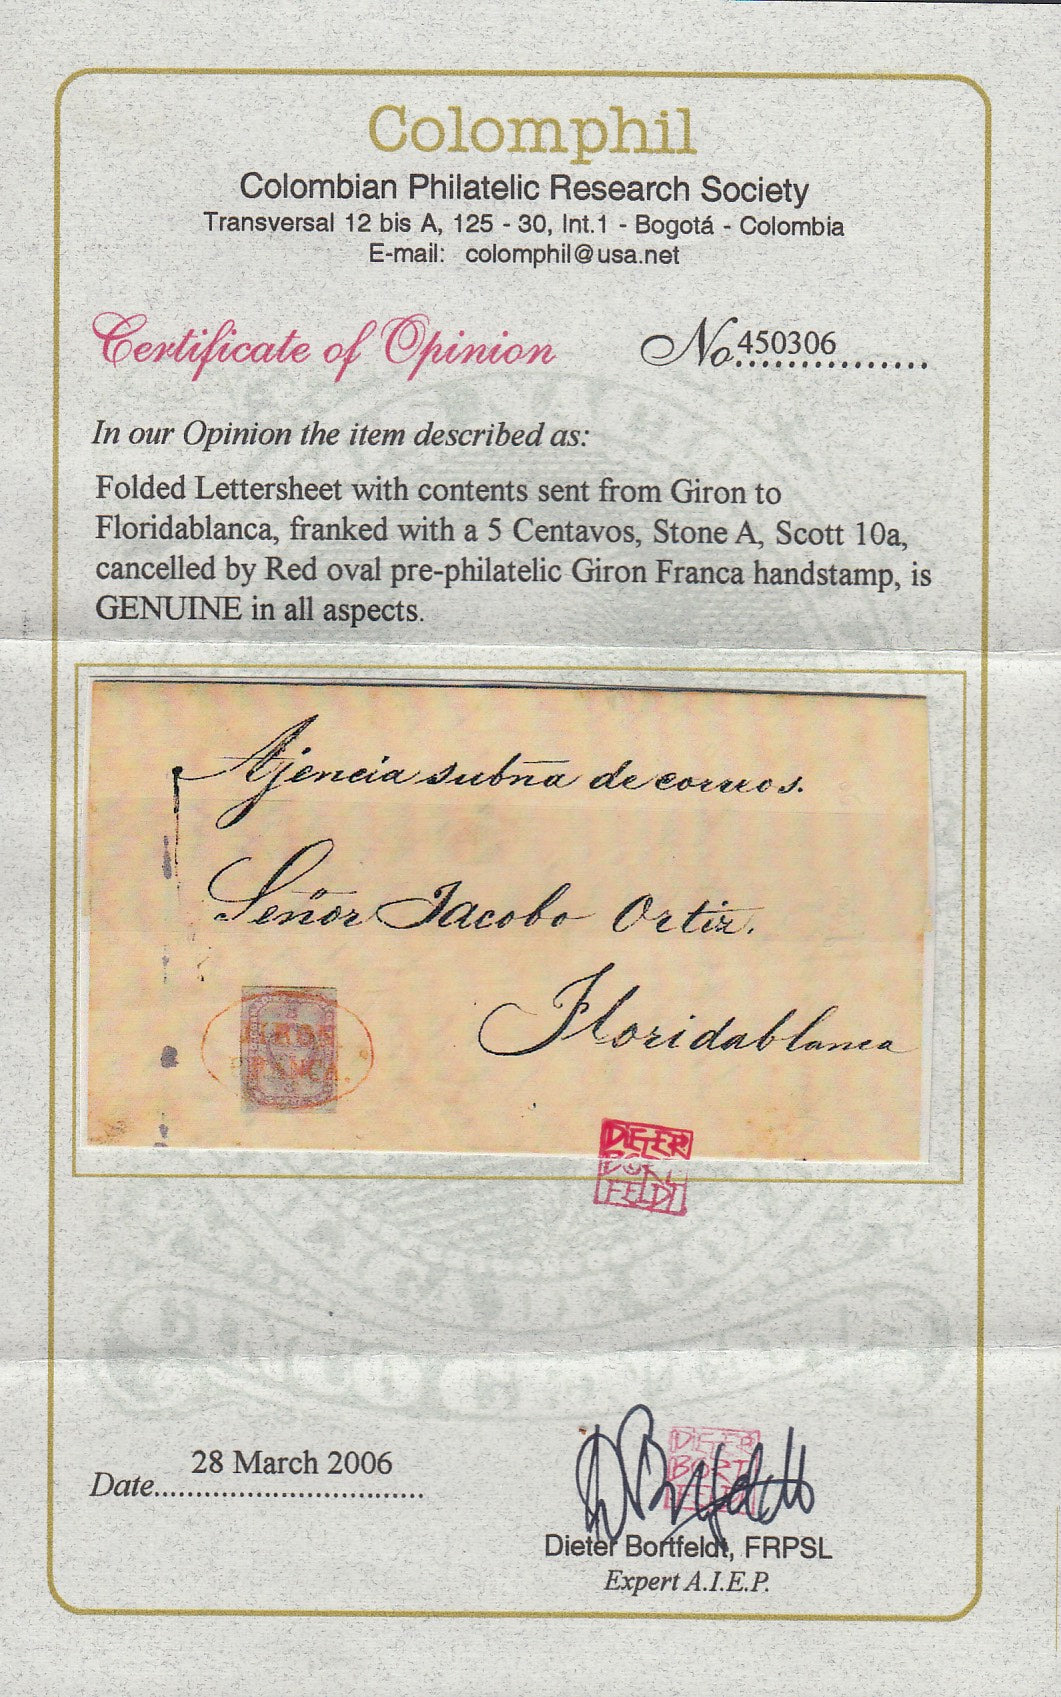 Colomphil
Colombian Philatelic Research Society
Transversal 12 bis A, 125 - 30, Int.1 - Bogotá - Colombia
E-mail: colomphil@usa.net
Certificate of Opinion No 450306
In our Opinion the item described as:
Folded Lettersheet with contents sent from Giron to
Floridablanca, franked with a 5 Centavos, Stone A, Scott 10a,
cancelled by Red oval pre-philatelic Giron Franca handstamp, is
GENUINE in all aspects.
Ajencia subna de correos.
Señor Jacobo Ortiz.
Floridablanca
DIETER
BORT
FELDT
28 March 2006
Date
DIETER
BORT
FELDT
Dieter Bortfeldt, FRPSL
Expert A.I.E.P.